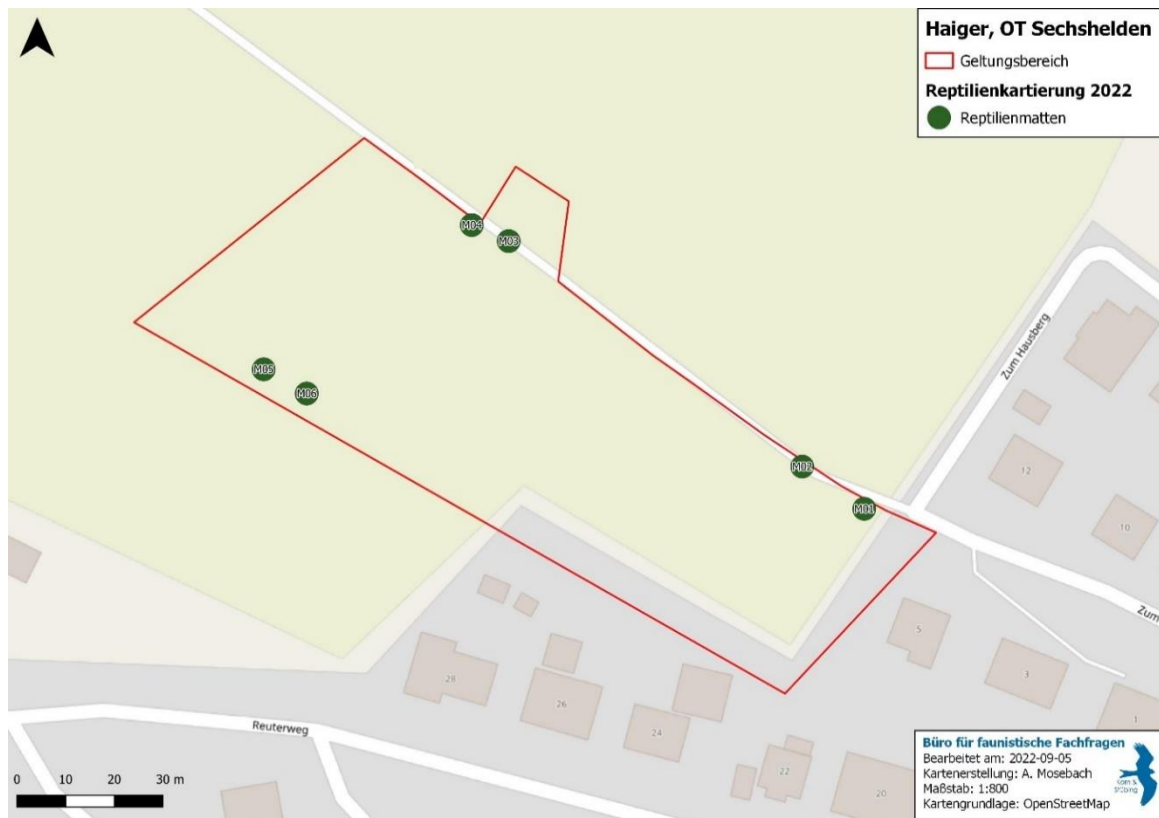 Haiger, OT Sechshelden
Geltungsbereich
Reptilienkartierung 2022
Reptilienmatten
M04
M03
M05
M06
M02
M01
Zum Hausberg
12
10
Zum
5
3
1
28
26
24
22
20
Reuterweg
0 10 20 30 m
Büro für faunistische Fachfragen
Bearbeitet am: 2022-09-05
Kartenerstellung: A. Mosebach
Maßstab: 1:800
Kartengrundlage: OpenStreetMap
Korn &
Stübing